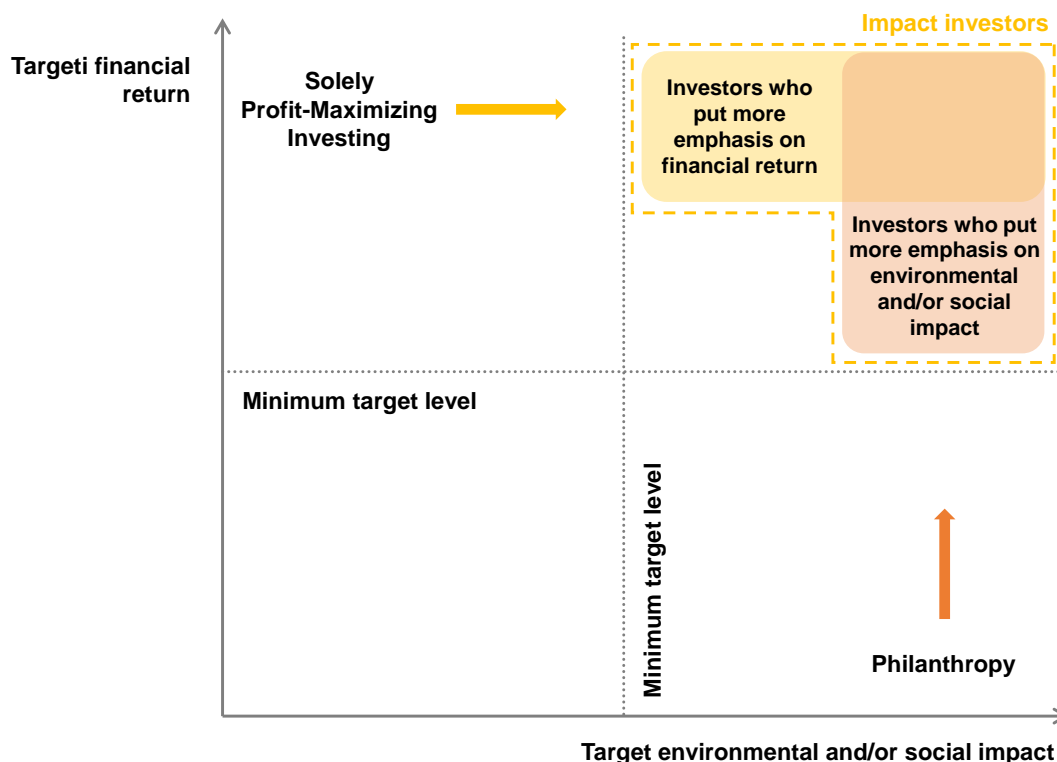 Impact investors
Targeti financial
return
Solely
Profit-Maximizing
Investing
Investors who
put more
emphasis on
financial return
Investors who put
more emphasis on
environmental
and/or social
impact
Minimum target level
Minimum target level
Philanthropy
Target environmental and/or social impact